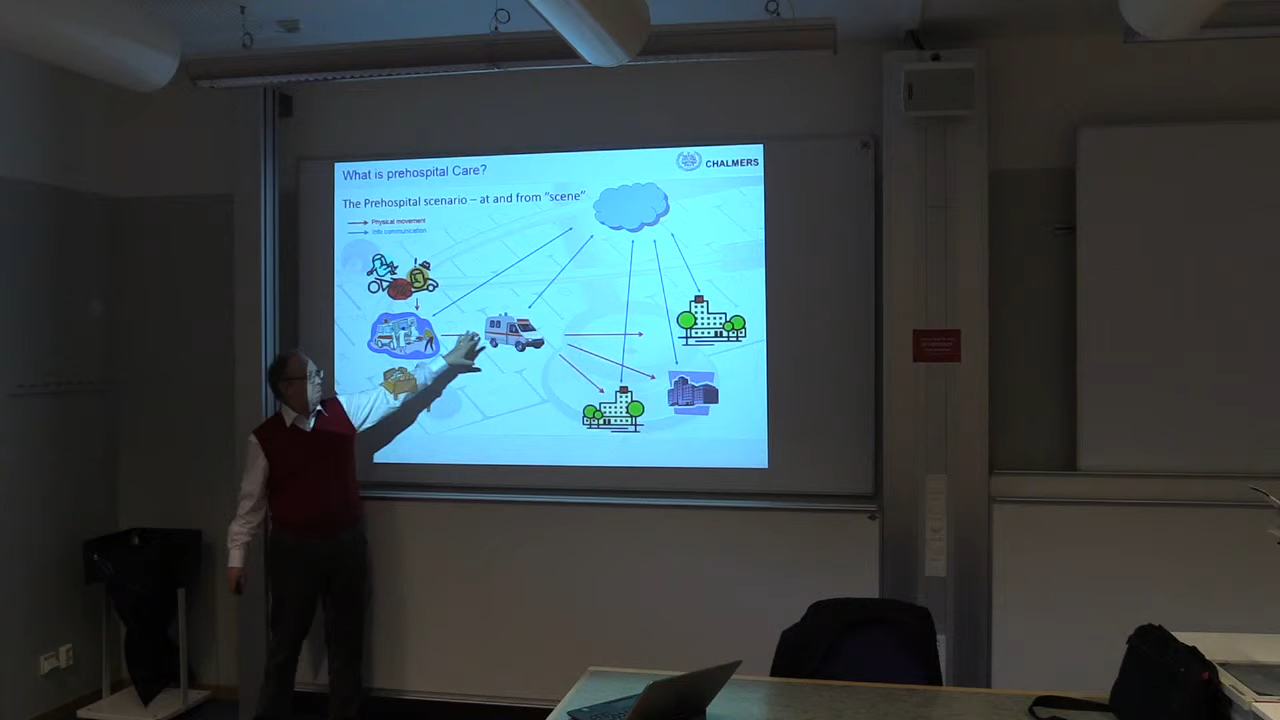 What is prehospital Care?
CHALMERS
The Prehospital scenario – at and from "scene"
Physical movement
Info communication